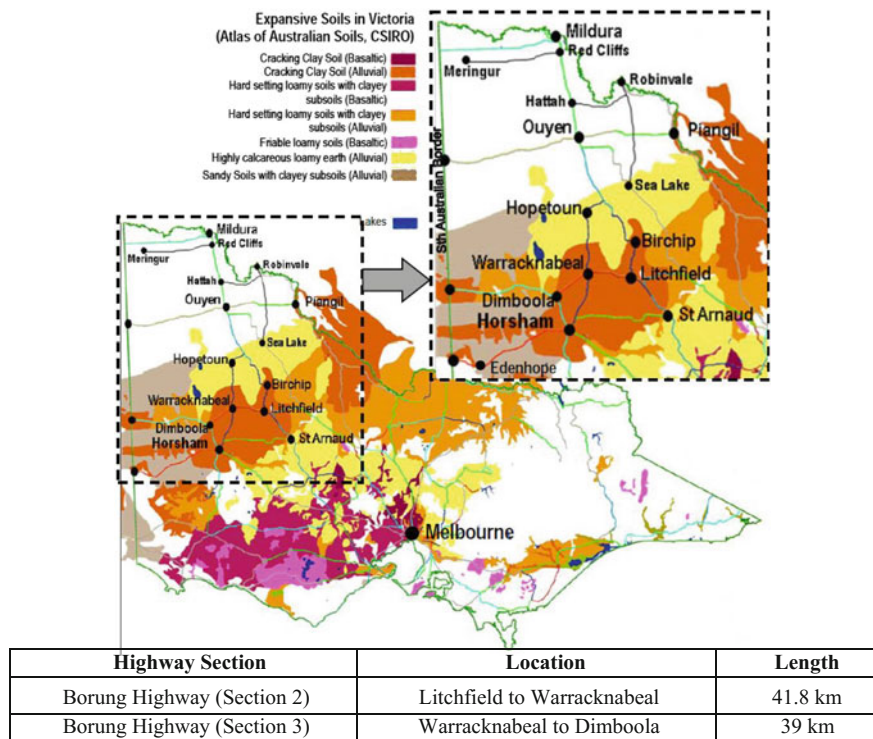 Expansive Soils in Victoria
(Atlas of Australian Soils, CSIRO)
Cracking Clay Soil (Basaltic)
Cracking Clay Soil (Alluvial)
Hard setting loamy soils with clayey
subsoils (Basaltic)
Hard setting loamy soils with clayey
subsoils (Alluvial)
Friable loamy soils (Basaltic)
Highly calcareous loamy earth (Alluvial)
Sandy Soils with clayey subsoils (Alluvial)
akes
Mildura
Red Cliffs
Meringur
Robinvale
Hattah
Ouyen
Piangil
Sth Australian Border
Sea Lake
Hopetoun
Birchip
Warracknabeal
Litchfield
Dimboola
Horsham
St Arnaud
Edenhope
Mildura
Red Cliffs
Meringur
Robinvale
Hattah
Ouyen
Piangil
Sea Lake
Hopetoun
Birchip
Warracknabeal
Litchfield
Dimboola
Horsham
St Arnaud
Melbourne
Highway Section Location Length
Borung Highway (Section 2) Litchfield to Warracknabeal 41.8 km
Borung Highway (Section 3) Warracknabeal to Dimboola 39 km